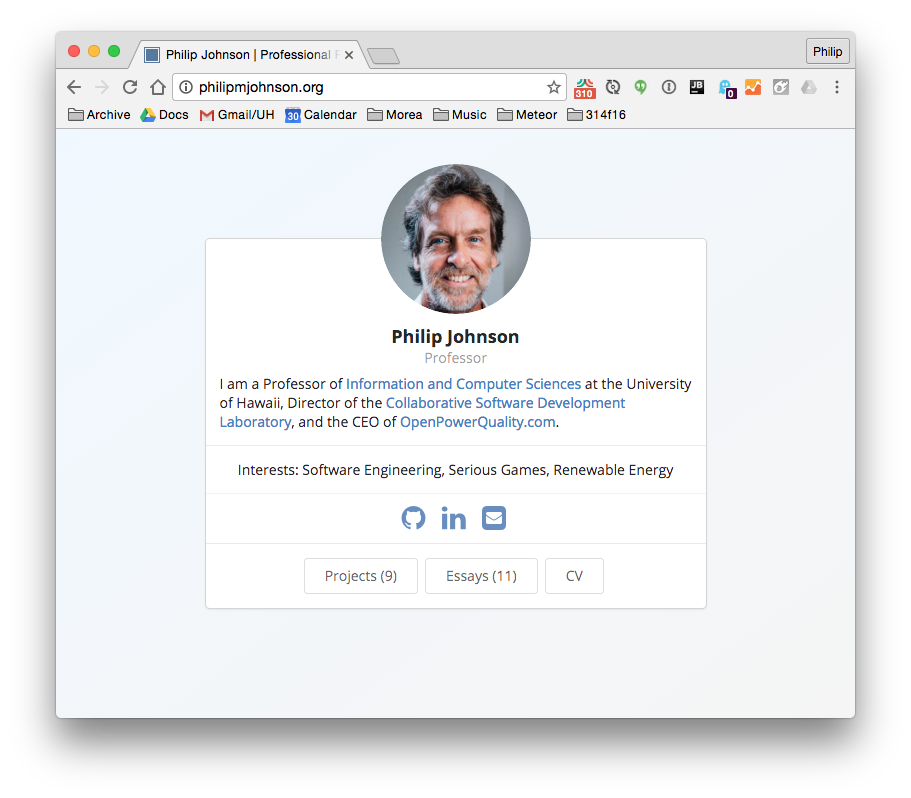 Philip Johnson | Professional
Philip
philipmjohnson.org
310
JB
0
Archive Docs Gmail/UH 30 Calendar Morea Music Meteor 314f16
Philip Johnson
Professor
I am a Professor of Information and Computer Sciences at the University
of Hawaii, Director of the Collaborative Software Development
Laboratory, and the CEO of OpenPowerQuality.com.
Interests: Software Engineering, Serious Games, Renewable Energy
in
Projects (9) Essays (11) CV